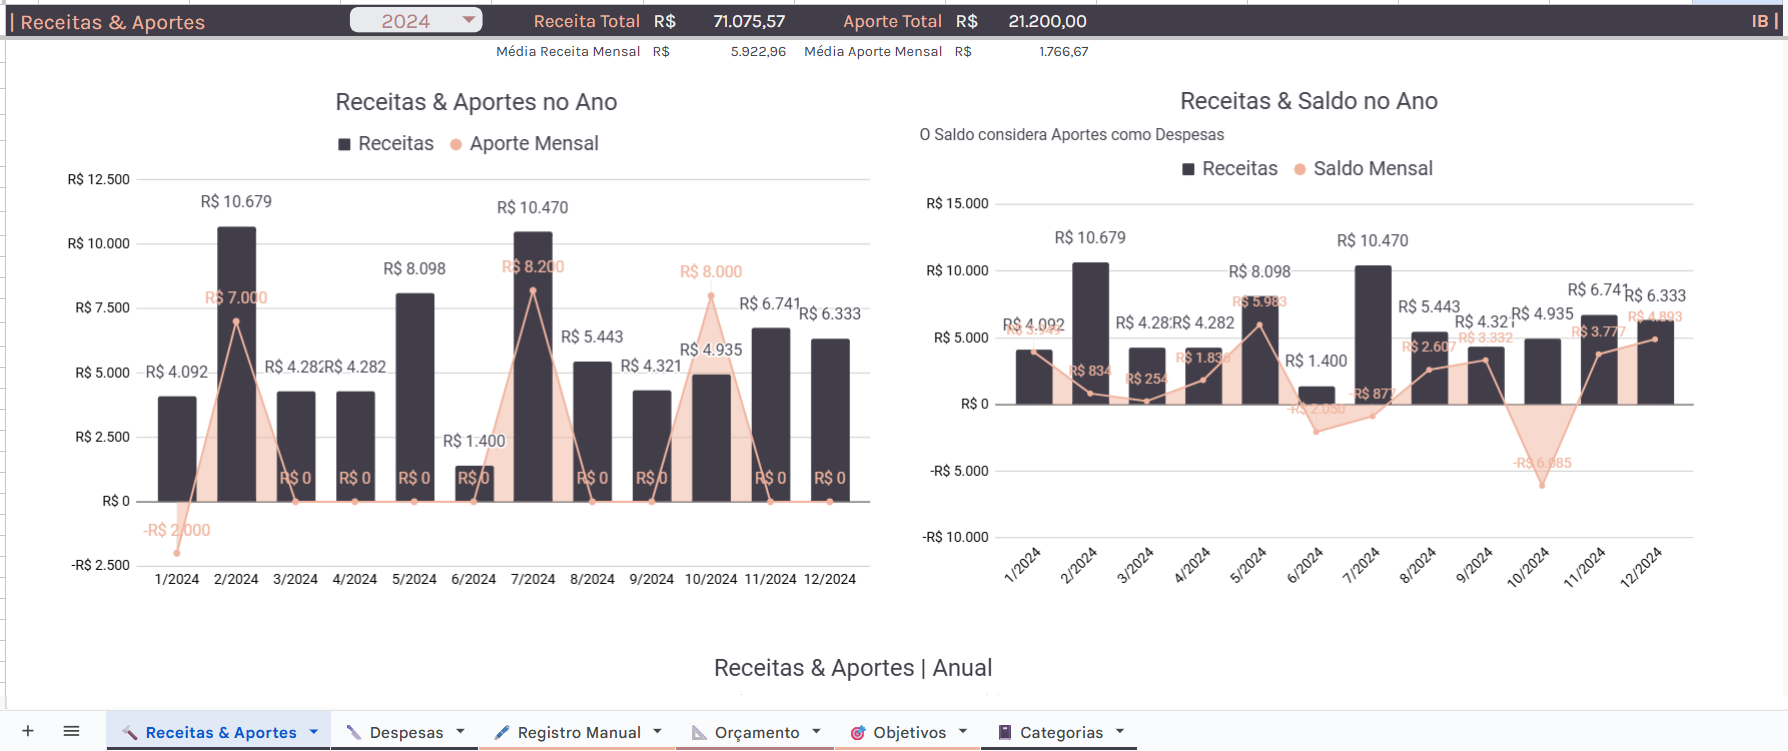 | Receitas & Aportes 2024 Receita Total R$ 71.075,57 Aporte Total R$ 21.200,00 IB |
Média Receita Mensal R$ 5.922,96 Média Aporte Mensal R$ 1.766,67
Receitas & Aportes no Ano
Receitas Aporte Mensal
R$ 12.500
R$ 10.000
R$ 7.500
R$ 5.000
R$ 2.500
R$ 0
-R$ 2.500
R$ 4.092
R$ 10.679
R$ 4.282
R$ 4.282
R$ 8.098
R$ 1.400
R$ 10.470
R$ 5.443
R$ 4.321
R$ 4.935
R$ 6.741
R$ 6.333
-R$ 2.000
R$ 7.000
R$ 0
R$ 0
R$ 0
R$ 0
R$ 8.200
R$ 0
R$ 0
R$ 8.000
R$ 0
R$ 0
1/2024 2/2024 3/2024 4/2024 5/2024 6/2024 7/2024 8/2024 9/2024 10/2024 11/2024 12/2024
Receitas & Saldo no Ano
O Saldo considera Aportes como Despesas
Receitas Saldo Mensal
R$ 15.000
R$ 10.000
R$ 5.000
R$ 0
-R$ 5.000
-R$ 10.000
R$ 4.092
R$ 10.679
R$ 4.282
R$ 4.282
R$ 8.098
R$ 1.400
R$ 10.470
R$ 5.443
R$ 4.321
R$ 4.935
R$ 6.741
R$ 6.333
R$ 3.949
R$ 834
R$ 254
R$ 1.836
R$ 5.983
-R$ 2.050
-R$ 877
R$ 2.607
R$ 3.332
-R$ 6.085
R$ 3.777
R$ 4.893
1/2024 2/2024 3/2024 4/2024 5/2024 6/2024 7/2024 8/2024 9/2024 10/2024 11/2024 12/2024
Receitas & Aportes | Anual
Receitas & Aportes Despesas Registro Manual Orçamento Objetivos Categorias